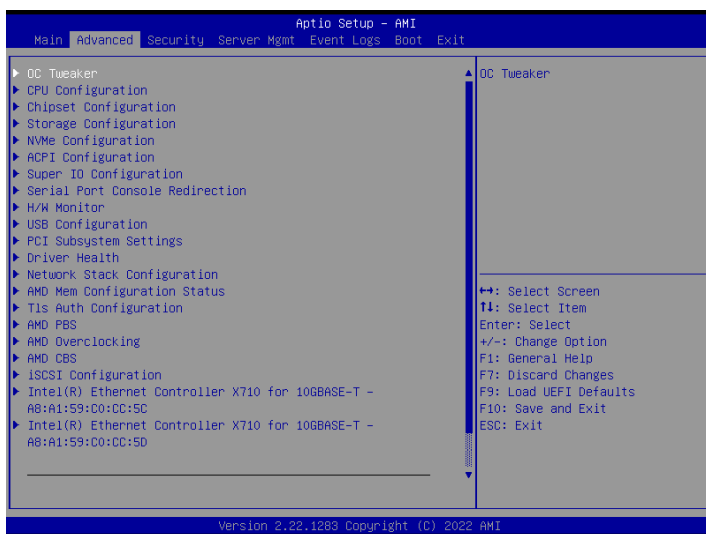 Aptio Setup – AMI
Main Advanced Security Server Mgmt Event Logs Boot Exit
OC Tweaker
CPU Configuration
Chipset Configuration
Storage Configuration
NVMe Configuration
ACPI Configuration
Super IO Configuration
Serial Port Console Redirection
H/W Monitor
USB Configuration
PCI Subsystem Settings
Driver Health
Network Stack Configuration
AMD Mem Configuration Status
Tls Auth Configuration
AMD PBS
AMD Overclocking
AMD CBS
iSCSI Configuration
Intel(R) Ethernet Controller X710 for 10GBASE-T –
A8:A1:59:C0:CC:5C
Intel(R) Ethernet Controller X710 for 10GBASE-T –
A8:A1:59:C0:CC:5D
OC Tweaker
↔: Select Screen
↑↓: Select Item
Enter: Select
+/-: Change Option
F1: General Help
F7: Discard Changes
F9: Load UEFI Defaults
F10: Save and Exit
ESC: Exit
Version 2.22.1283 Copyright (C) 2022 AMI